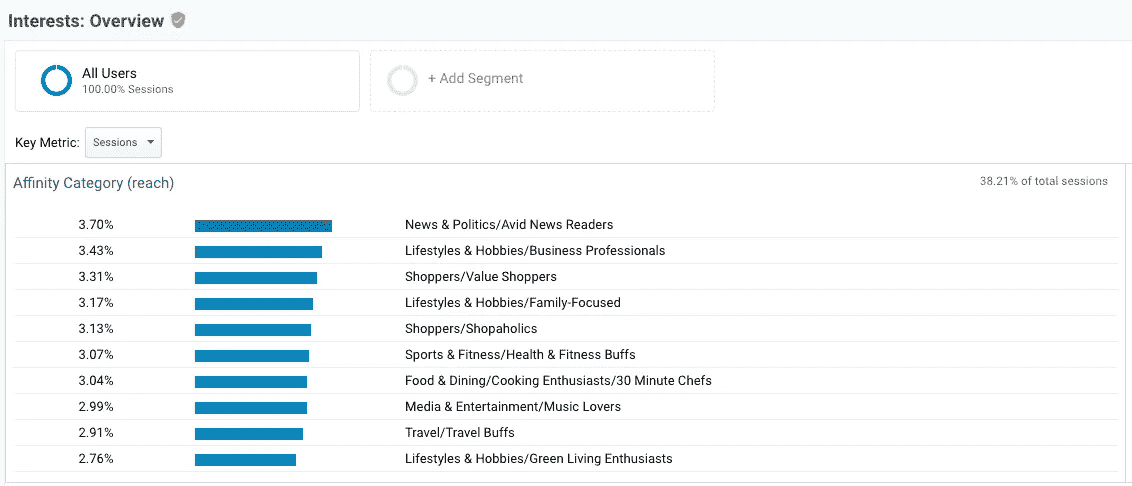 Interests: Overview
All Users
100.00% Sessions
+ Add Segment
Key Metric: Sessions
Affinity Category (reach) 38.21% of total sessions
3.70% News & Politics/Avid News Readers
3.43% Lifestyles & Hobbies/Business Professionals
3.31% Shoppers/Value Shoppers
3.17% Lifestyles & Hobbies/Family-Focused
3.13% Shoppers/Shopaholics
3.07% Sports & Fitness/Health & Fitness Buffs
3.04% Food & Dining/Cooking Enthusiasts/30 Minute Chefs
2.99% Media & Entertainment/Music Lovers
2.91% Travel/Travel Buffs
2.76% Lifestyles & Hobbies/Green Living Enthusiasts